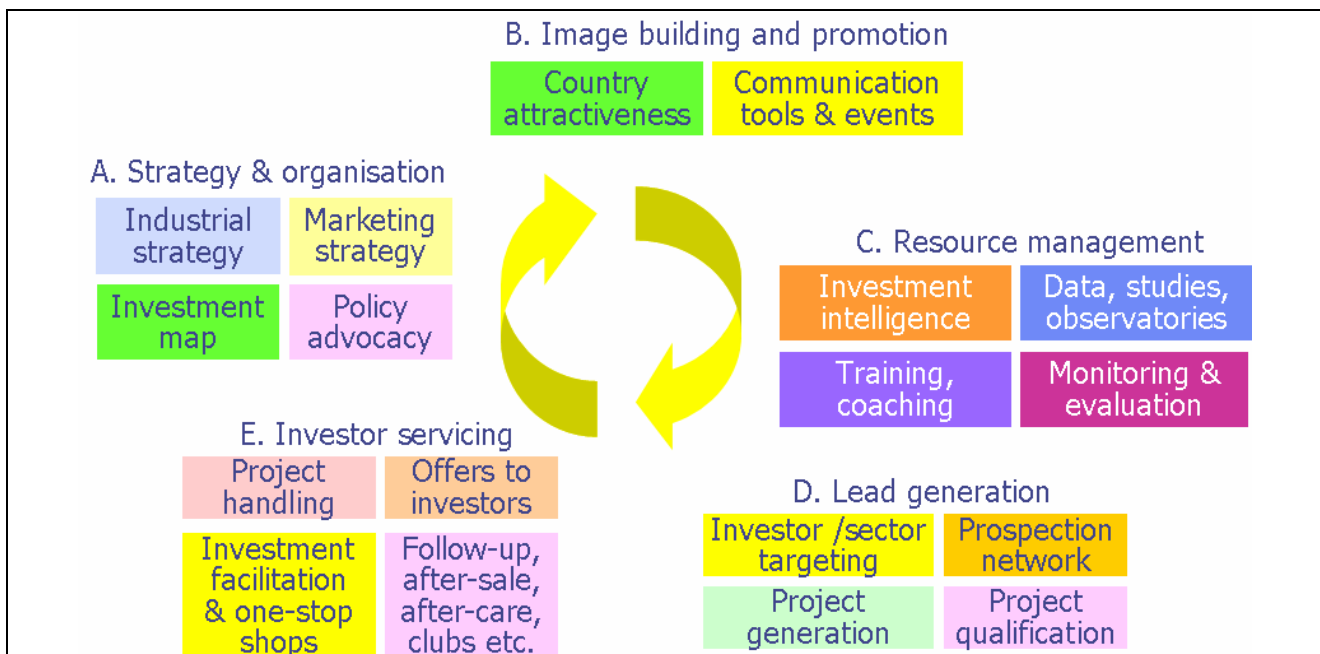 B. Image building and promotion
Country
attractiveness
Communication
tools & events
A. Strategy & organisation
Industrial
strategy
Marketing
strategy
Investment
map
Policy
advocacy
C. Resource management
Investment
intelligence
Data, studies,
observatories
Training,
coaching
Monitoring &
evaluation
E. Investor servicing
Project
handling
Offers to
investors
Investment
facilitation
& one-stop
shops
Follow-up,
after-sale,
after-care,
clubs etc.
D. Lead generation
Investor /sector
targeting
Prospection
network
Project
generation
Project
qualification